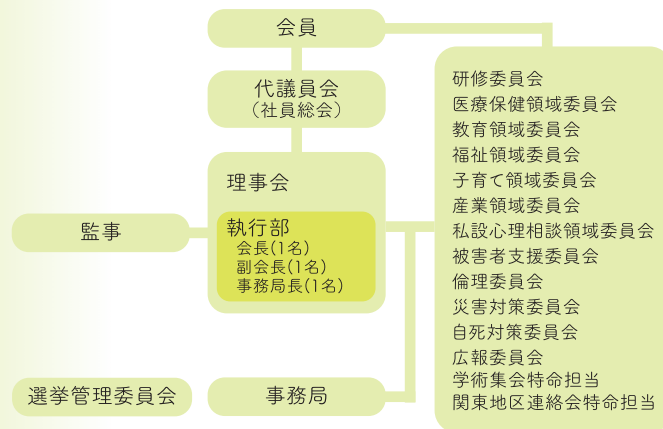 会員
代議員会
（社員総会）
理事会
執行部
会長(1名)
副会長(1名)
事務局長(1名)
監事
選挙管理委員会
事務局
研修委員会
医療保健領域委員会
教育領域委員会
福祉領域委員会
子育て領域委員会
産業領域委員会
私設心理相談領域委員会
被害者支援委員会
倫理委員会
災害対策委員会
自死対策委員会
広報委員会
学術集会特命担当
関東地区連絡会特命担当